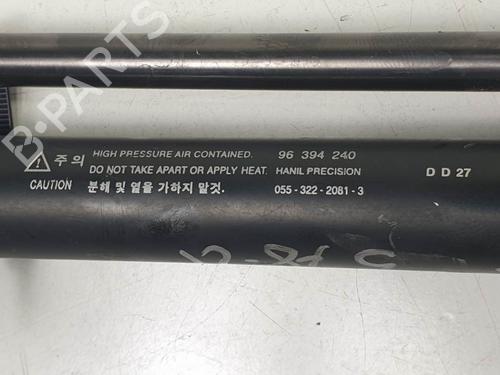 B-PARTS
주의 HIGH PRESSURE AIR CONTAINED. 96 394 240
DO NOT TAKE APART OR APPLY HEAT. HANIL PRECISION D D 27
CAUTION 분해 및 열을 가하지 말것. 055-322-2081-3